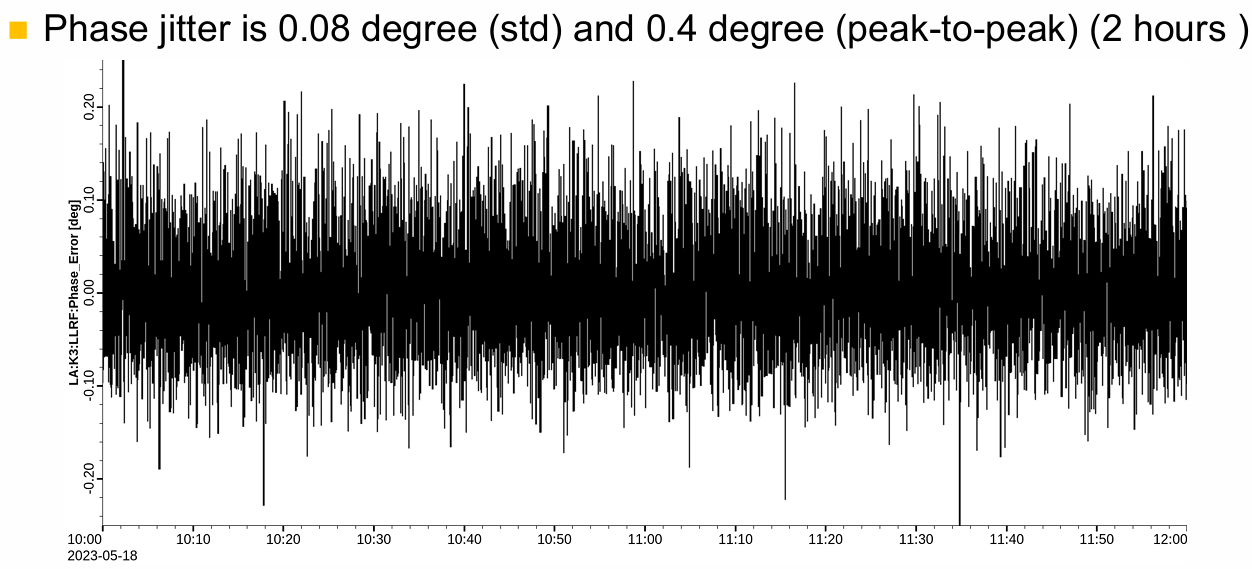 Phase jitter is 0.08 degree (std) and 0.4 degree (peak-to-peak) (2 hours )
LA:K3:LLRF:Phase_Error [deg]
0.20
0.10
0.00
-0.10
-0.20
10:00 10:10 10:20 10:30 10:40 10:50 11:00 11:10 11:20 11:30 11:40 11:50 12:00
2023-05-18